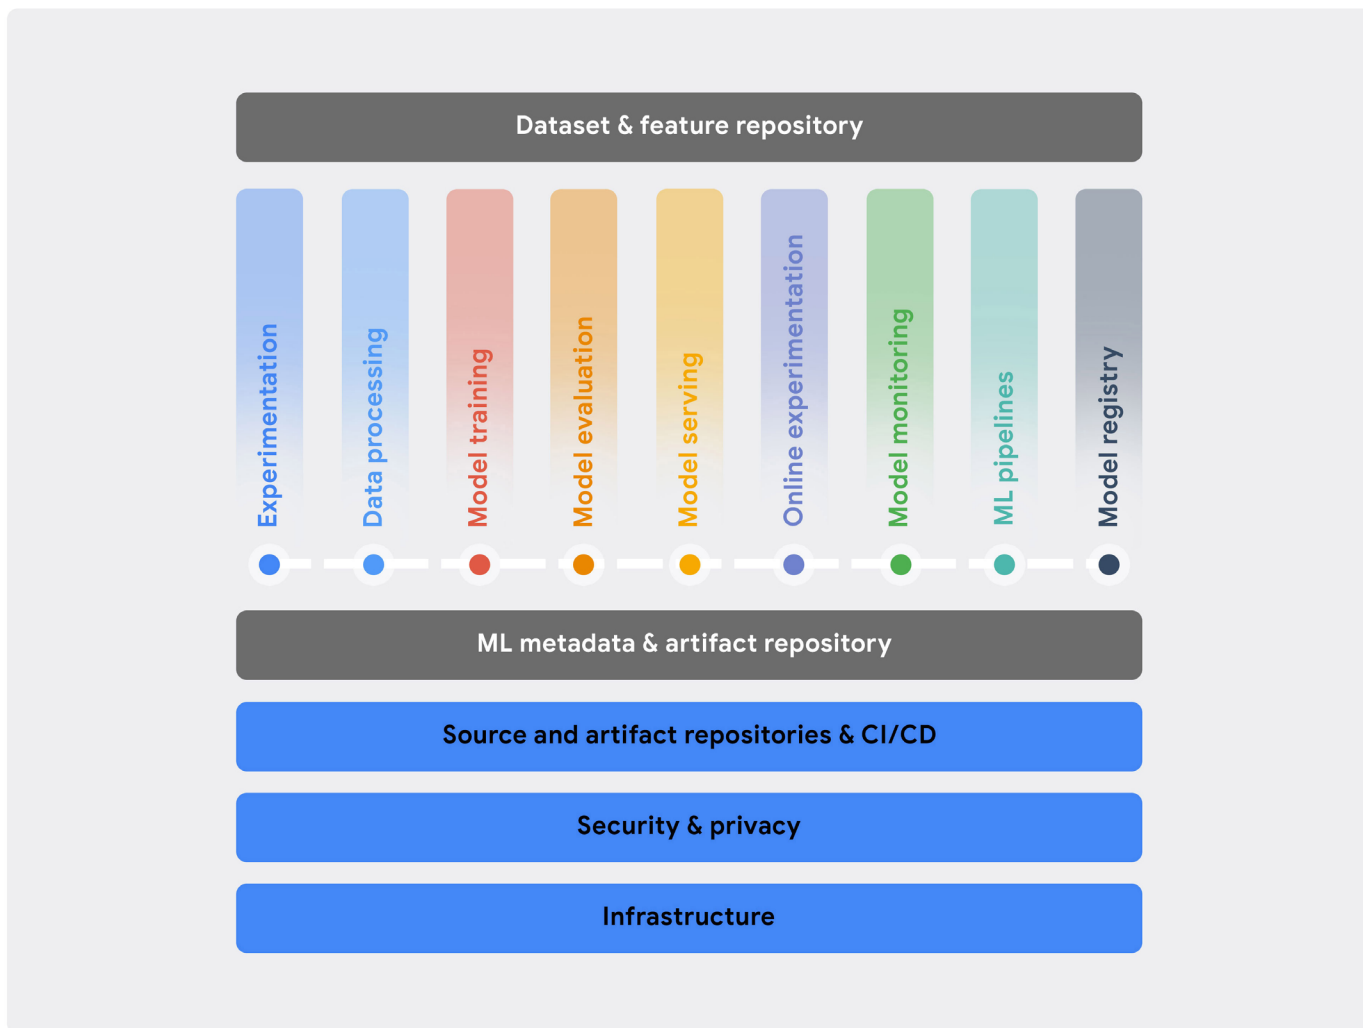 Dataset & feature repository
Experimentation
Data processing
Model training
Model evaluation
Model serving
Online experimentation
Model monitoring
ML pipelines
Model registry
ML metadata & artifact repository
Source and artifact repositories & CI/CD
Security & privacy
Infrastructure